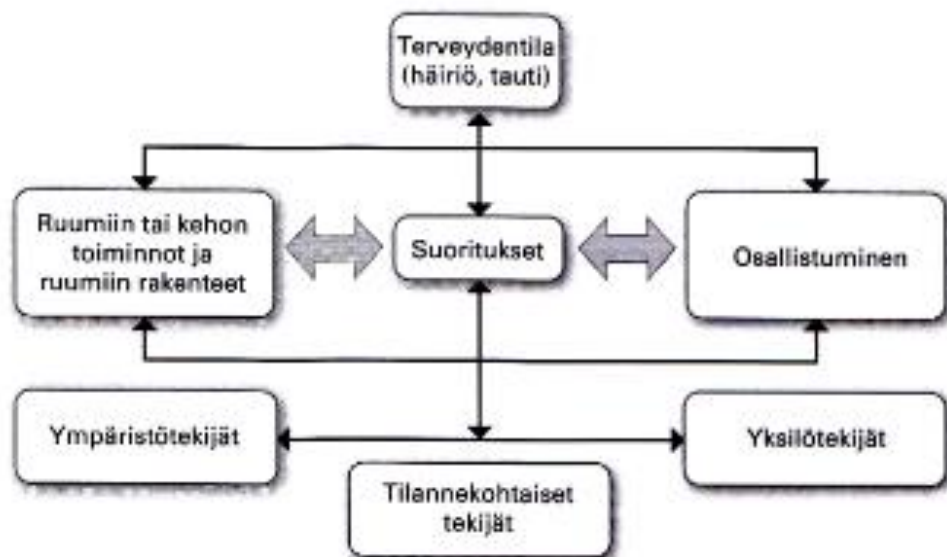 Terveydentila
(häiriö, tauti)
Ruumiin tai kehon
toiminnot ja
ruumiin rakenteet
Suoritukset
Osallistuminen
Ympäristötekijät
Yksilötekijät
Tilannekohtaiset
tekijät